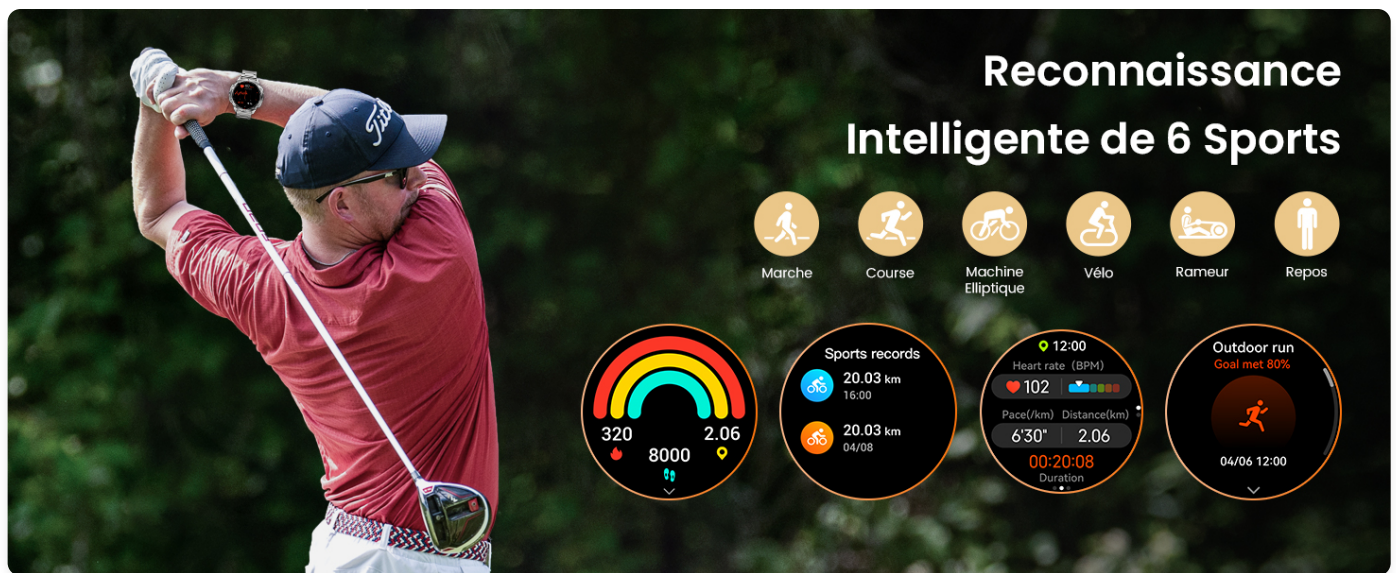 Reconnaissance
Intelligente de 6 Sports
Marche
Course
Machine
Elliptique
Vélo
Rameur
Repos
320
2.06
8000
Sports records
20.03 km
16:00
20.03 km
04/08
12:00
Heart rate (BPM)
102
Pace(/km) Distance(km)
6'30" 2.06
00:20:08
Duration
Outdoor run
Goal met 80%
04/06 12:00